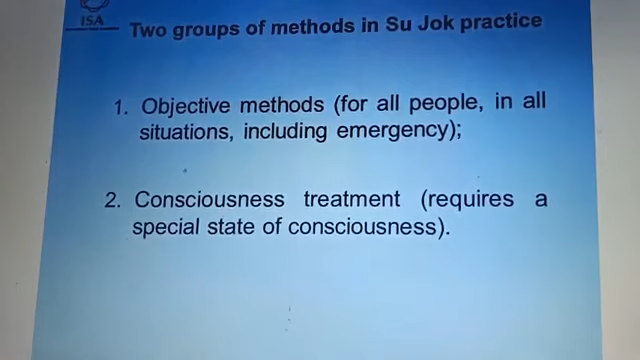 ISA
Two groups of methods in Su Jok practice
1. Objective methods (for all people, in all
situations, including emergency);
2. Consciousness treatment (requires a
special state of consciousness).